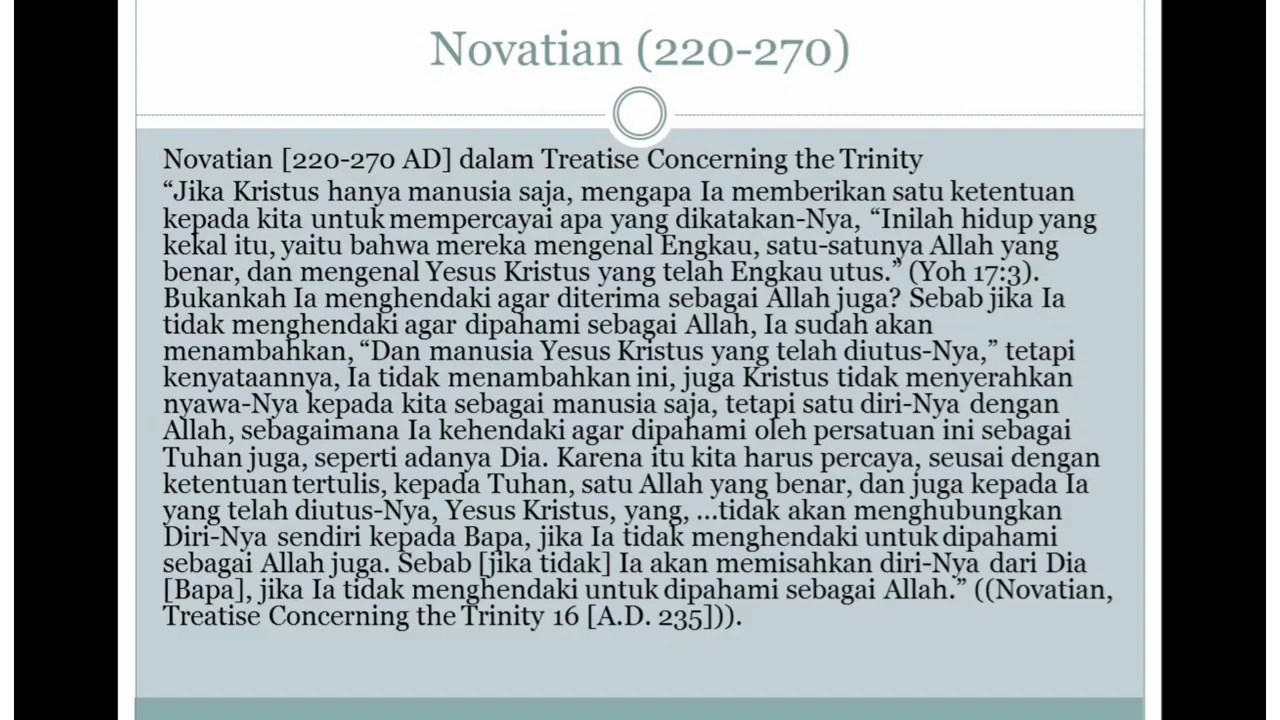 Novatian (220-270)
Novatian [220-270 AD] dalam Treatise Concerning the Trinity
“Jika Kristus hanya manusia saja, mengapa Ia memberikan satu ketentuan
kepada kita untuk mempercayai apa yang dikatakan-Nya, “Inilah hidup yang
kekal itu, yaitu bahwa mereka mengenal Engkau, satu-satunya Allah yang
benar, dan mengenal Yesus Kristus yang telah Engkau utus.” (Yoh 17:3).
Bukankah Ia menghendaki agar diterima sebagai Allah juga? Sebab jika Ia
tidak menghendaki agar dipahami sebagai Allah, Ia sudah akan
menambahkan, “Dan manusia Yesus Kristus yang telah diutus-Nya,” tetapi
kenyataannya, Ia tidak menambahkan ini, juga Kristus tidak menyerahkan
nyawa-Nya kepada kita sebagai manusia saja, tetapi satu diri-Nya dengan
Allah, sebagaimana Ia kehendaki agar dipahami oleh persatuan ini sebagai
Tuhan juga, seperti adanya Dia. Karena itu kita harus percaya, seusai dengan
ketentuan tertulis, kepada Tuhan, satu Allah yang benar, dan juga kepada Ia
yang telah diutus-Nya, Yesus Kristus, yang, …tidak akan menghubungkan
Diri-Nya sendiri kepada Bapa, jika Ia tidak menghendaki untuk dipahami
sebagai Allah juga. Sebab [jika tidak] Ia akan memisahkan diri-Nya dari Dia
[Bapa], jika Ia tidak menghendaki untuk dipahami sebagai Allah.” ((Novatian,
Treatise Concerning the Trinity 16 [A.D. 235])).